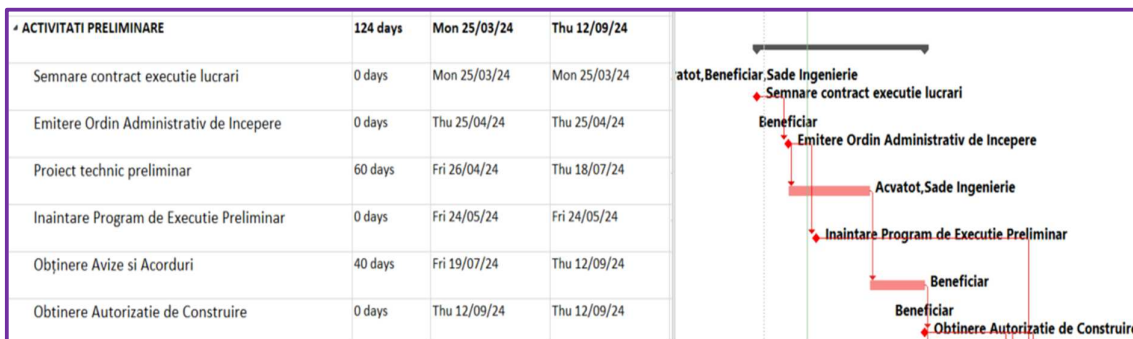 ACTIVITATI PRELIMINARE 124 days Mon 25/03/24 Thu 12/09/24
Semnare contract executie lucrari 0 days Mon 25/03/24 Mon 25/03/24
Emitere Ordin Administrativ de Incepere 0 days Thu 25/04/24 Thu 25/04/24
Proiect technic preliminar 60 days Fri 26/04/24 Thu 18/07/24
Inaintare Program de Executie Preliminar 0 days Fri 24/05/24 Fri 24/05/24
Obținere Avize si Acorduri 40 days Fri 19/07/24 Thu 12/09/24
Obtinere Autorizatie de Construire 0 days Thu 12/09/24 Thu 12/09/24
atot,Beneficiar,Sade Ingenierie
Semnare contract executie lucrari
Beneficiar
Emitere Ordin Administrativ de Incepere
Acvatot,Sade Ingenierie
Inaintare Program de Executie Preliminar
Beneficiar
Beneficiar
Obtinere Autorizatie de Construire